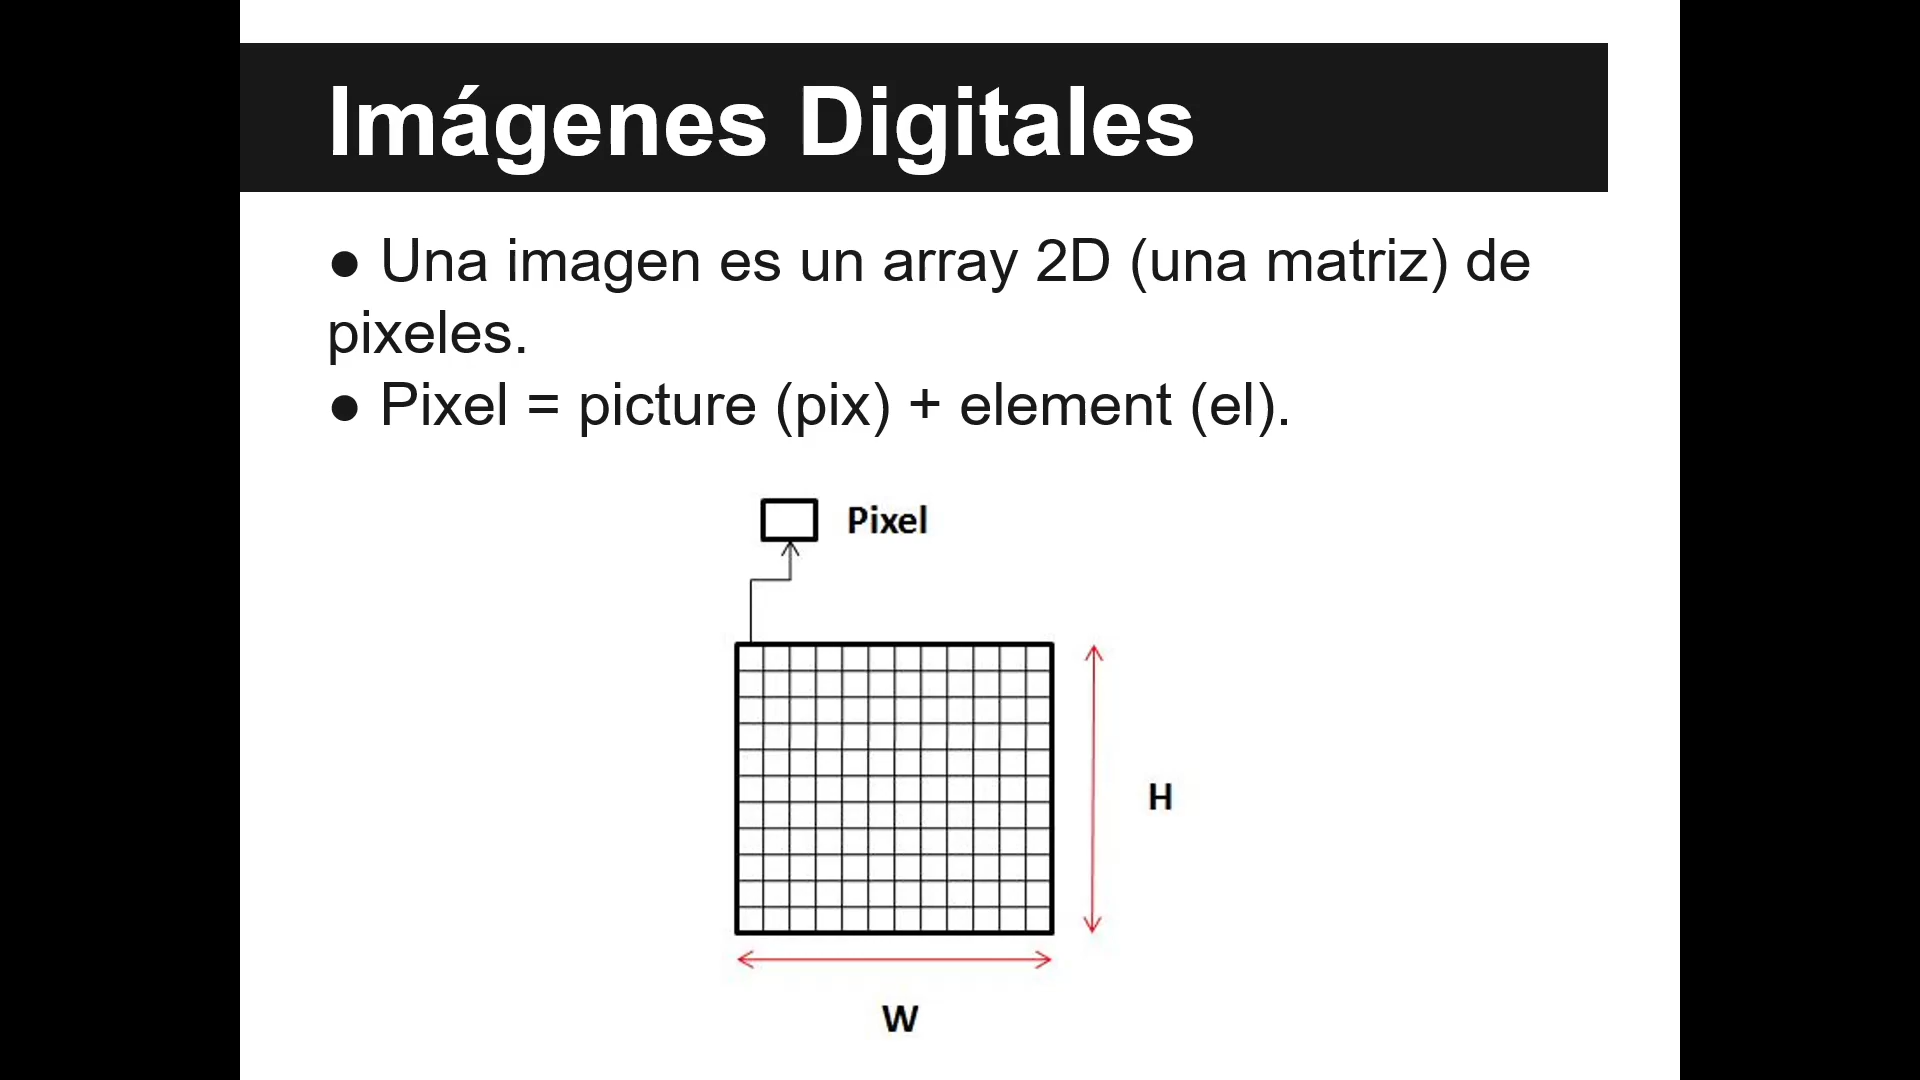 Imágenes Digitales
● Una imagen es un array 2D (una matriz) de
pixeles.
● Pixel = picture (pix) + element (el).
Pixel
H
W